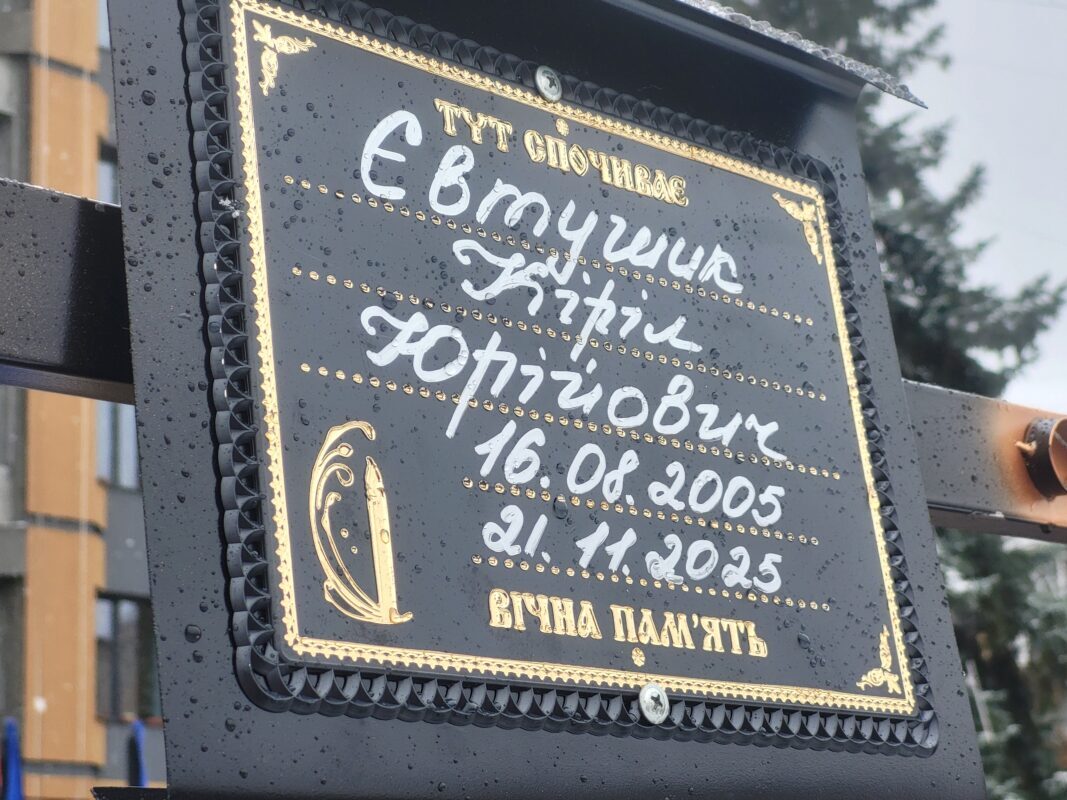 ТУТ СПОЧИВАЄ
Євтушик
Кіріл
Юрійович
16.08.2005
21.11.2025
ВІЧНА ПАМ'ЯТЬ